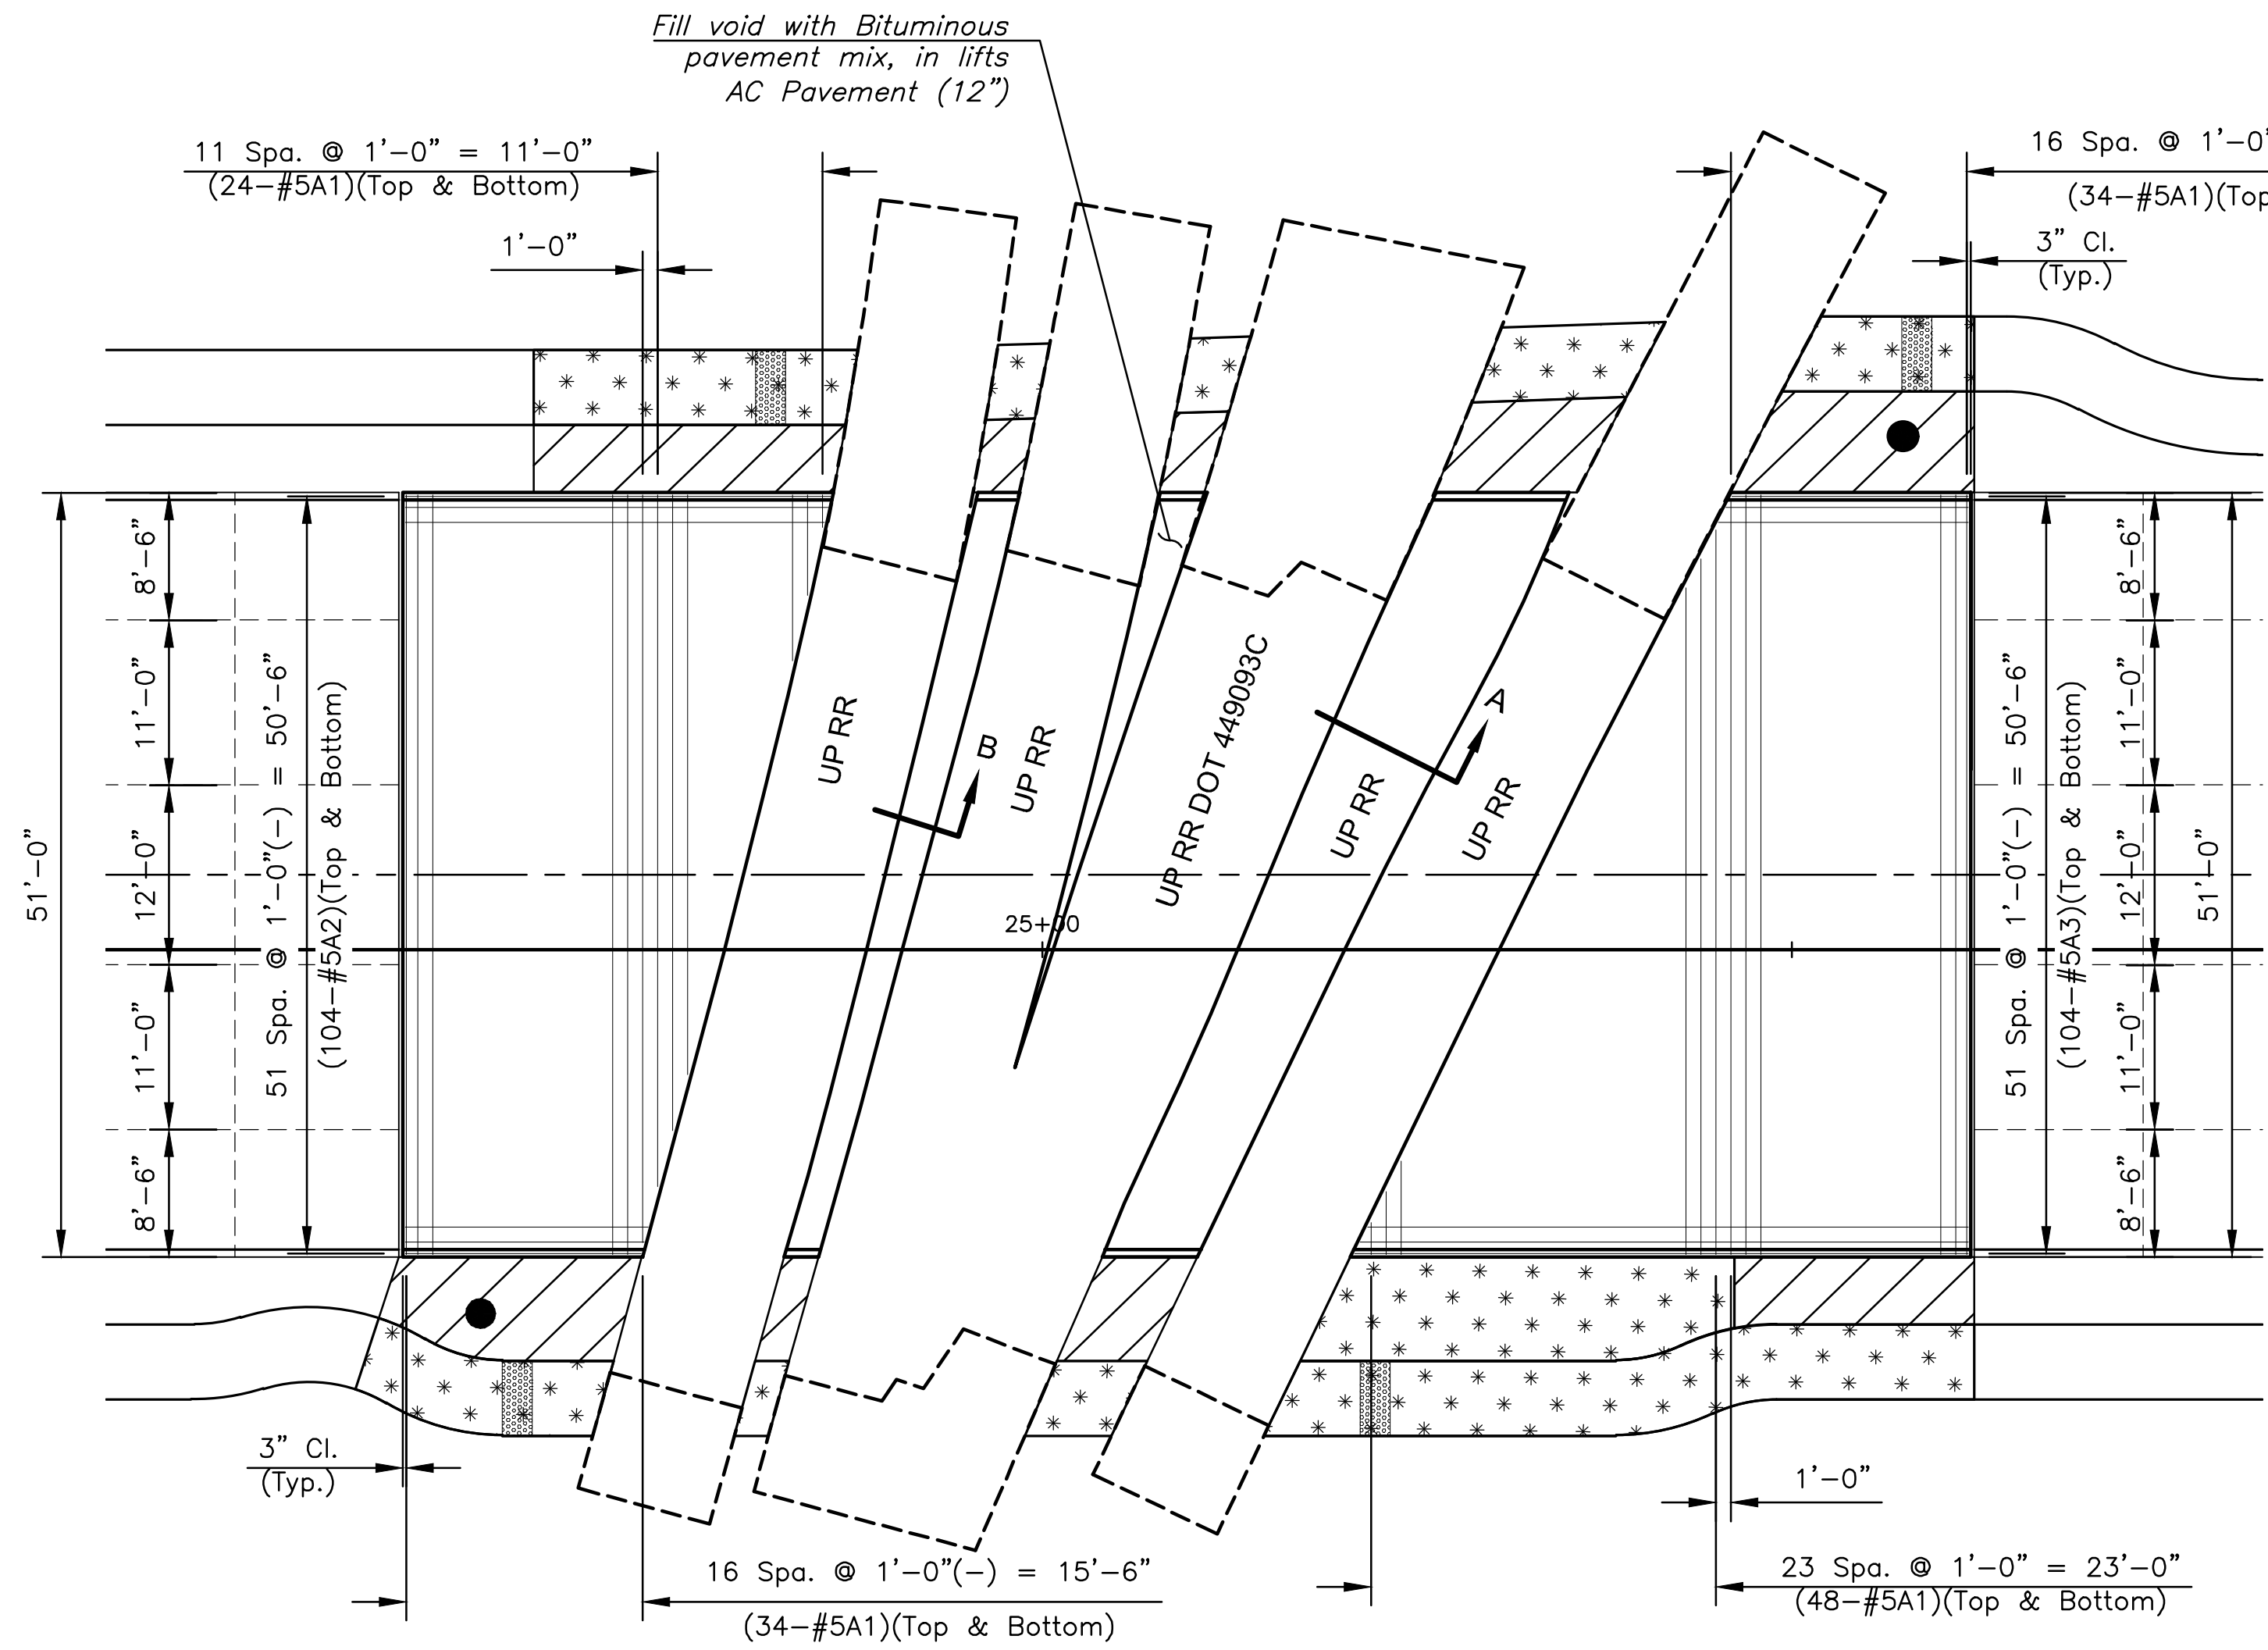 Fill void with Bituminous
pavement mix, in lifts
AC Pavement (12")
11 Spa. @ 1'-0" = 11'-0"
(24-#5A1)(Top & Bottom)
1'-0"
16 Spa. @ 1'-0"
(34-#5A1)(Top
3" Cl.
(Typ.)
51'-0"
8'-6"
11'-0"
12'-0"
11'-0"
8'-6"
51 Spa. @ 1'-0"(-) = 50'-6"
(104-#5A2)(Top & Bottom)
UP RR
B
UP RR
UP RR DOT 449093C
UP RR
A
UP RR
25+00
51 Spa. @ 1'-0"(-) = 50'-6"
(104-#5A3)(Top & Bottom)
8'-6"
11'-0"
12'-0"
11'-0"
8'-6"
51'-0"
3" Cl.
(Typ.)
16 Spa. @ 1'-0"(-) = 15'-6"
(34-#5A1)(Top & Bottom)
1'-0"
23 Spa. @ 1'-0" = 23'-0"
(48-#5A1)(Top & Bottom)